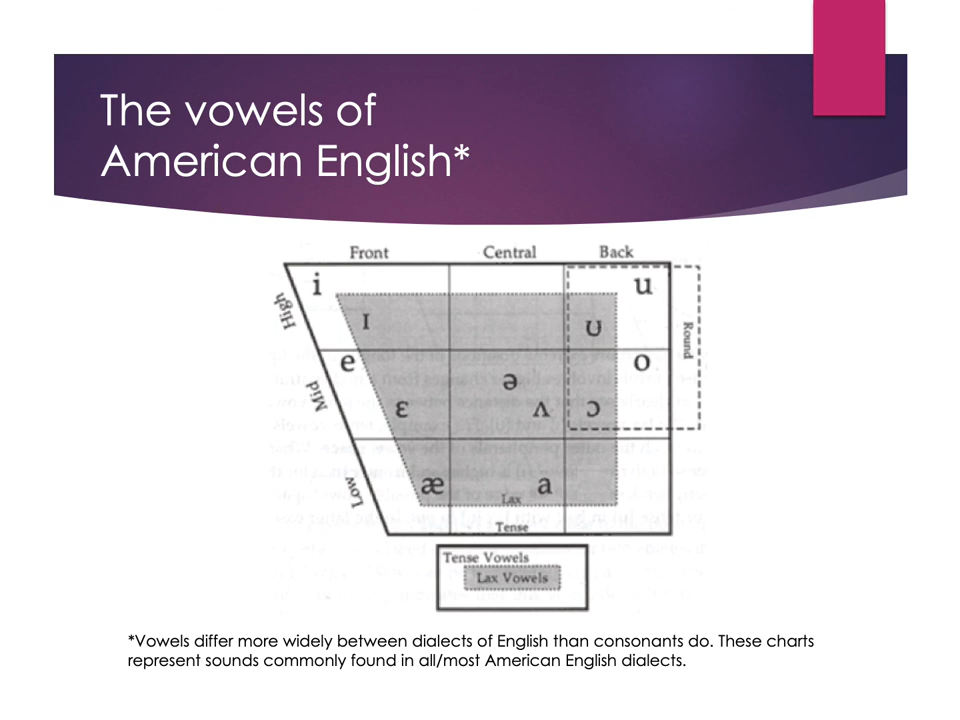 The vowels of
American English*
Front Central Back
i u
High
ɪ ʊ
Round
e o
Mid
ə
ɛ ʌ ɔ
Low
æ a
Lax
Tense
Tense Vowels
Lax Vowels
*Vowels differ more widely between dialects of English than consonants do. These charts
represent sounds commonly found in all/most American English dialects.